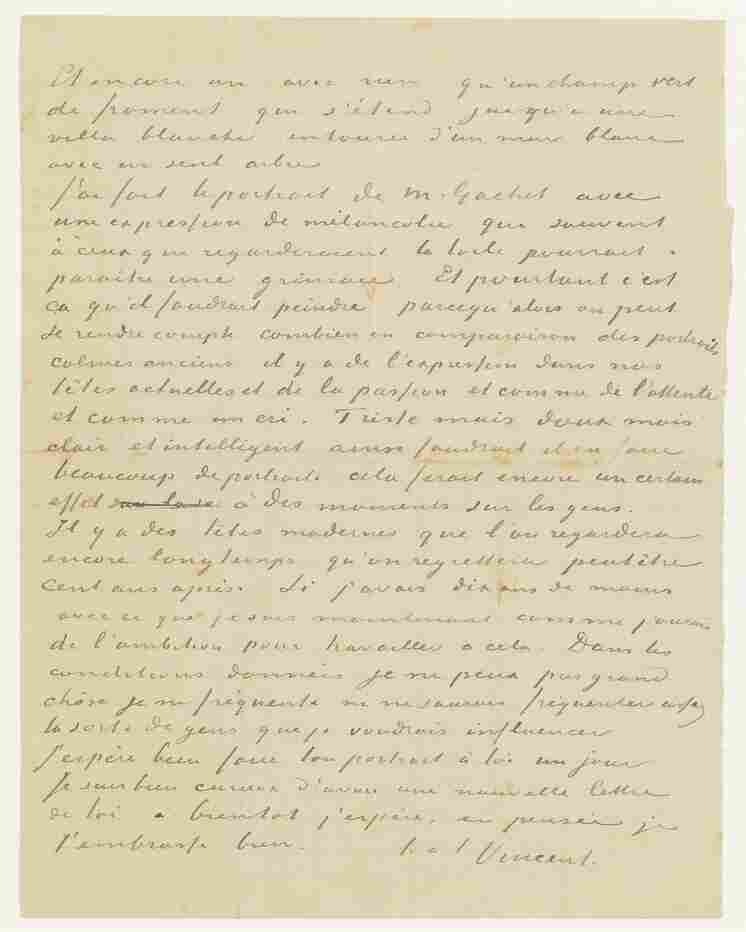 Et encore un avec rien qu'un champ vert
de froment qui s'étend jusqu'a une
villa blanche entouree d'un mur blanc
avec un seul arbre
J'ai fait le portrait de M. Gachet avec
une expression de mélancolie qui souvent
à ceux qui regarderaient la toile pourrait
paraître une grimace. Et pourtant c'est
ça qu'il faudrait peindre parcequ'alors on peut
se rendre compte combien en comparaison des portraits
calmes anciens il y a de l'expression dans nos
têtes actuelles et de la passion et comme de l'attente
et comme un cri. Triste mais doux mais
clair et intelligent ainsi faudrait il en faire
beaucoup de portraits cela ferait encore un certain
effet à des moments sur les gens.
Il y a des têtes modernes que l'on regardera
encore longtemps qu'on regrettera peutêtre
cent ans après. Si j'avais dix ans de moins
avec ce que je sais maintenant comme j'aurais
de l'ambition pour travailler a cela. Dans les
conditions données je ne peux pas grand
chose je ne fréquente ni ne saurais fréquenter assez
la sorte de gens que je voudrais influencer
J'espère bien faire ton portrait à toi un jour
Je suis bien curieux d'avoir une nouvelle lettre
de toi a bientot j'espère, en pensée je
t'embrasse bien. t. a t. Vincent.